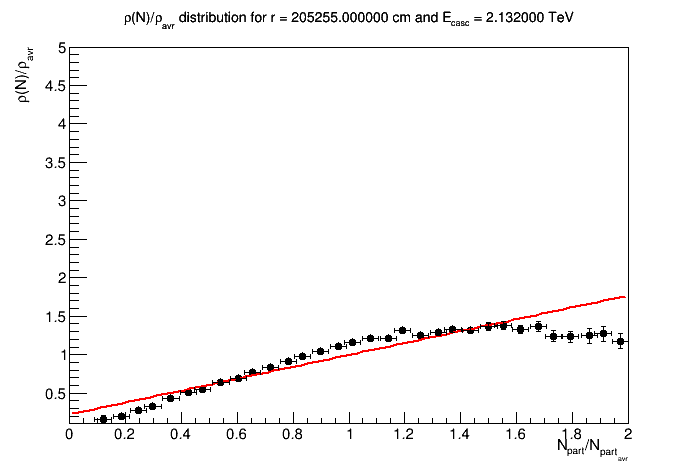 ρ(N)/ρavr distribution for r = 205255.000000 cm and Ecasc = 2.132000 TeV
ρ(N)/ρavr
5
4.5
4
3.5
3
2.5
2
1.5
1
0.5
0 0.2 0.4 0.6 0.8 1 1.2 1.4 1.6 1.8 2
Npart/Npartavr